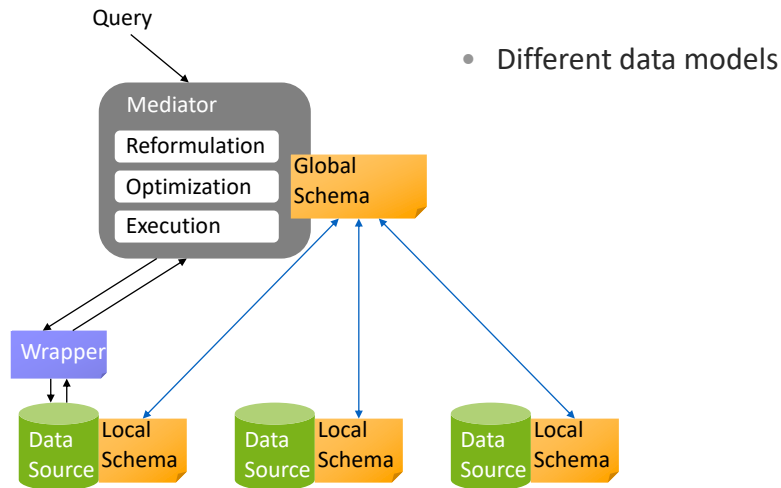 Query
• Different data models
Mediator
Reformulation
Optimization
Execution
Global
Schema
Wrapper
Data
Source
Local
Schema
Data
Source
Local
Schema
Data
Source
Local
Schema